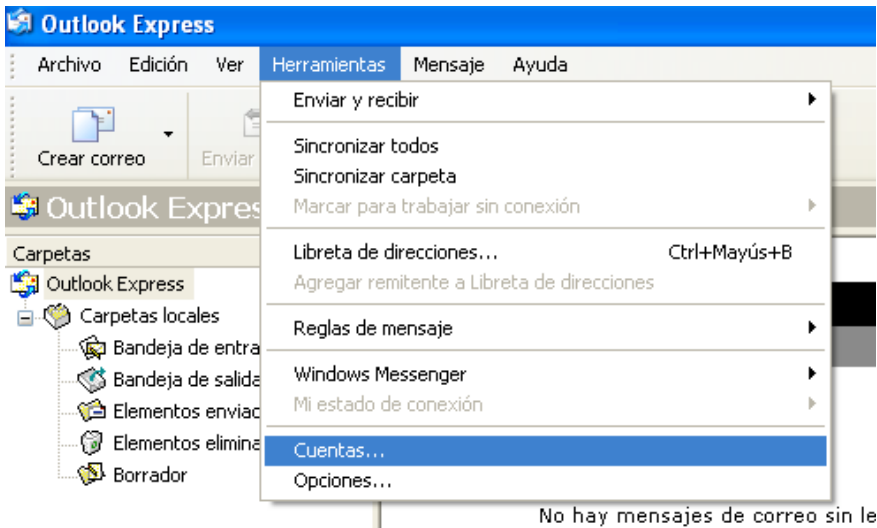 Outlook Express
Archivo Edición Ver Herramientas Mensaje Ayuda
Crear correo
Enviar
Outlook Expres
Carpetas
Outlook Express
Carpetas locales
Bandeja de entra
Bandeja de salida
Elementos enviac
Elementos elimina
Borrador
Enviar y recibir
Sincronizar todos
Sincronizar carpeta
Marcar para trabajar sin conexión
Libreta de direcciones... Ctrl+Mayús+B
Agregar remitente a Libreta de direcciones
Reglas de mensaje
Windows Messenger
Mi estado de conexión
Cuentas...
Opciones...
No hay mensajes de correo sin le